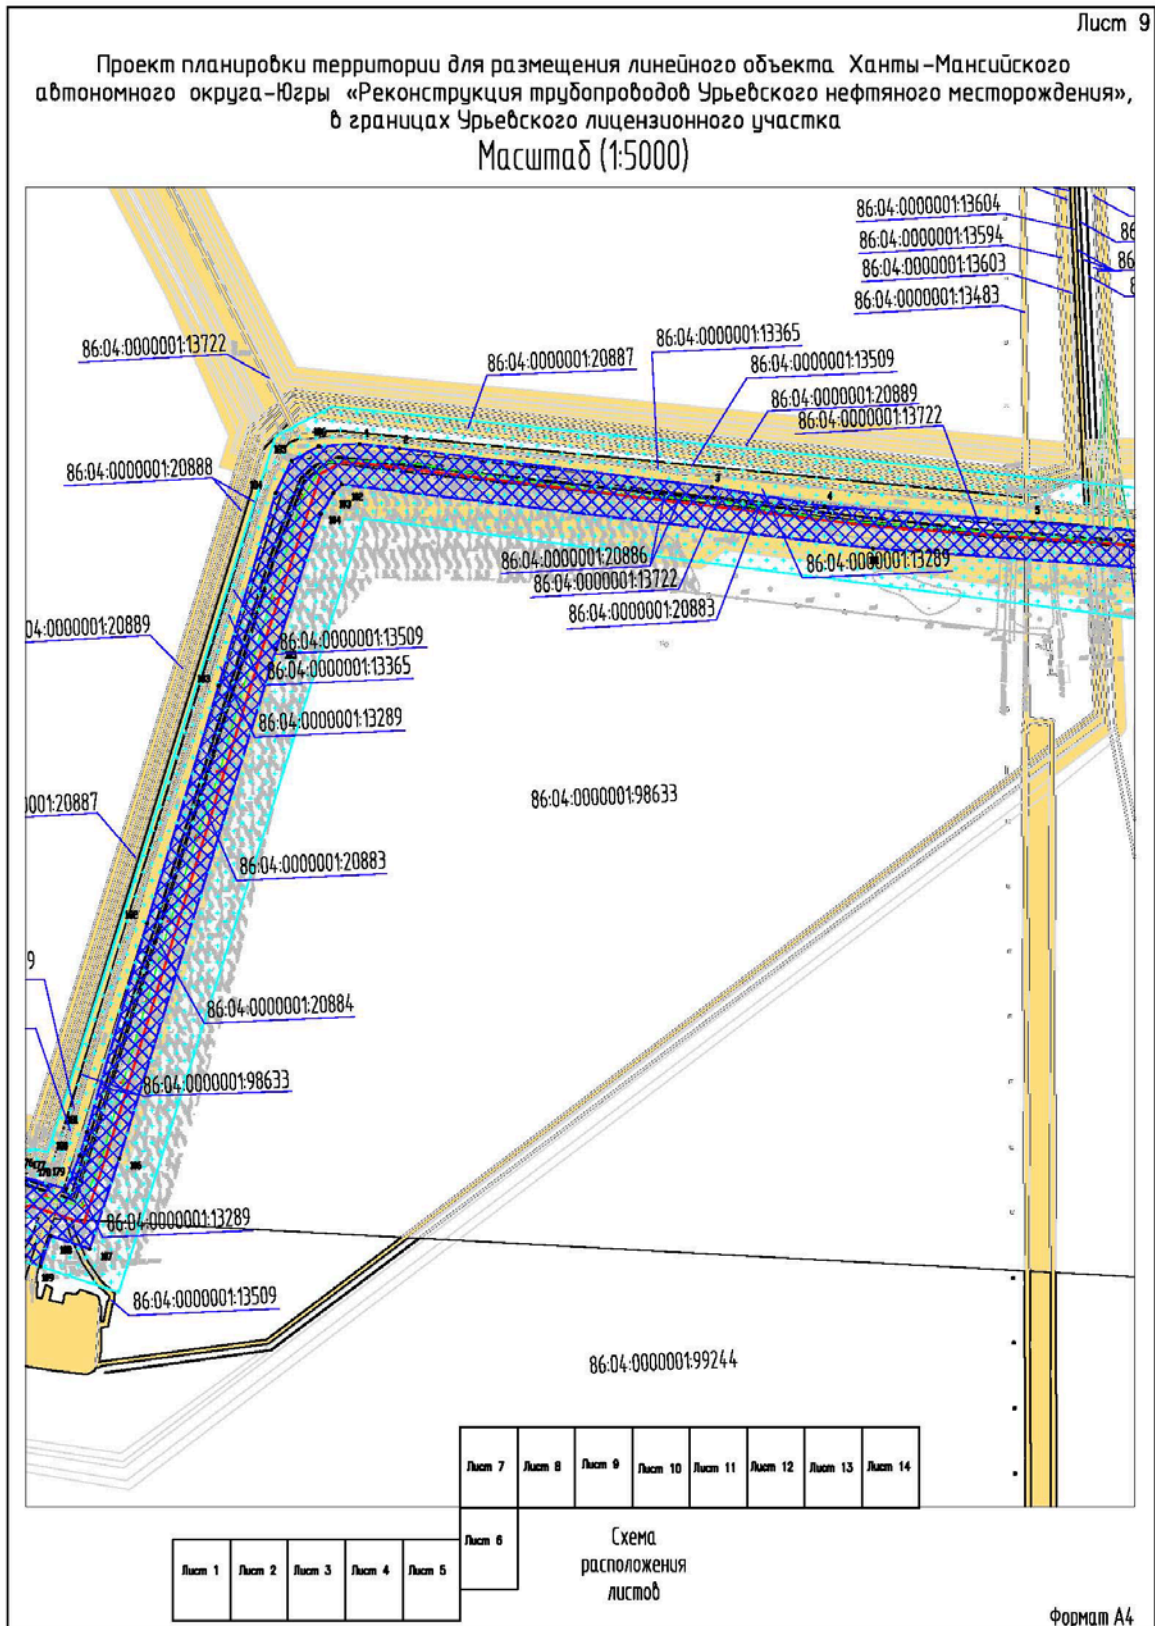 Лист 9
Проект планировки территории для размещения линейного объекта Ханты-Мансийского
автономного округа-Югры «Реконструкция трубопроводов Урьевского нефтяного месторождения»,
в границах Урьевского лицензионного участка
Масштаб (1:5000)
86:04:0000001:13604
86:04:0000001:13594
86:04:0000001:13603
86:04:0000001:13483
86:04:0000001:13722
86:04:0000001:20887
86:04:0000001:13365
86:04:0000001:13509
86:04:0000001:20889
86:04:0000001:13722
86:04:0000001:20888
1
2
3
4
5
86:04:0000001:20886
86:04:0000001:13722
86:04:0000001:20883
86:04:0000001:13289
04:0000001:20889
86:04:0000001:13509
86:04:0000001:13365
86:04:0000001:13289
86:04:0000001:98633
001:20887
86:04:0000001:20883
9
86:04:0000001:20884
86:04:0000001:98633
86:04:0000001:13289
86:04:0000001:13509
86:04:0000001:99244
Лист 7
Лист 8
Лист 9
Лист 10
Лист 11
Лист 12
Лист 13
Лист 14
Лист 6
Лист 1
Лист 2
Лист 3
Лист 4
Лист 5
Схема
расположения
листов
Формат А4